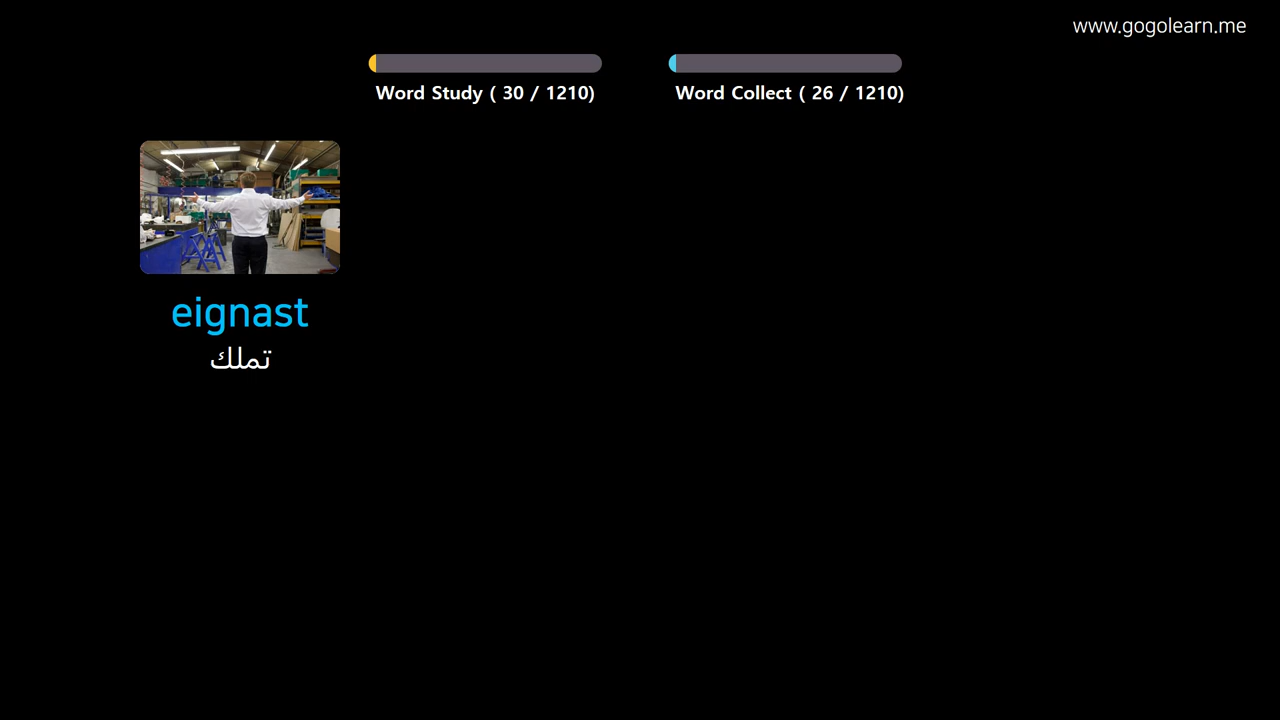 www.gogolearn.me
Word Study ( 30 / 1210)
Word Collect ( 26 / 1210)
eignast
تملك